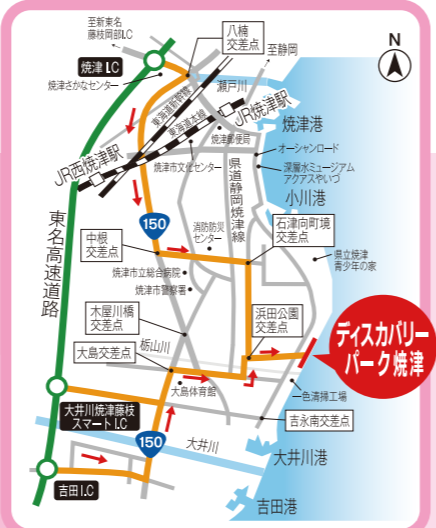 至新東名
藤枝岡部I.C
八楠
交差点
至静岡
N
焼津I.C
焼津さかなセンター
瀬戸川
東海道新幹線
東海道本線
JR焼津駅
焼津港
焼津郵便局
オーシャンロード
JR西焼津駅
焼津市文化センター
深層水ミュージアム
アクアスやいづ
小川港
県道静岡焼津線
150
石津向町境
交差点
消防防災
センター
中根
交差点
東名高速道路
県立焼津
青少年の家
焼津市立総合病院
焼津市警察署
木屋川橋
交差点
浜田公園
交差点
ディスカバリー
パーク焼津
栃山川
大島交差点
大島体育館
一色清掃工場
大井川焼津藤枝
スマートI.C
吉永南交差点
150
大井川
大井川港
吉田I.C
吉田港